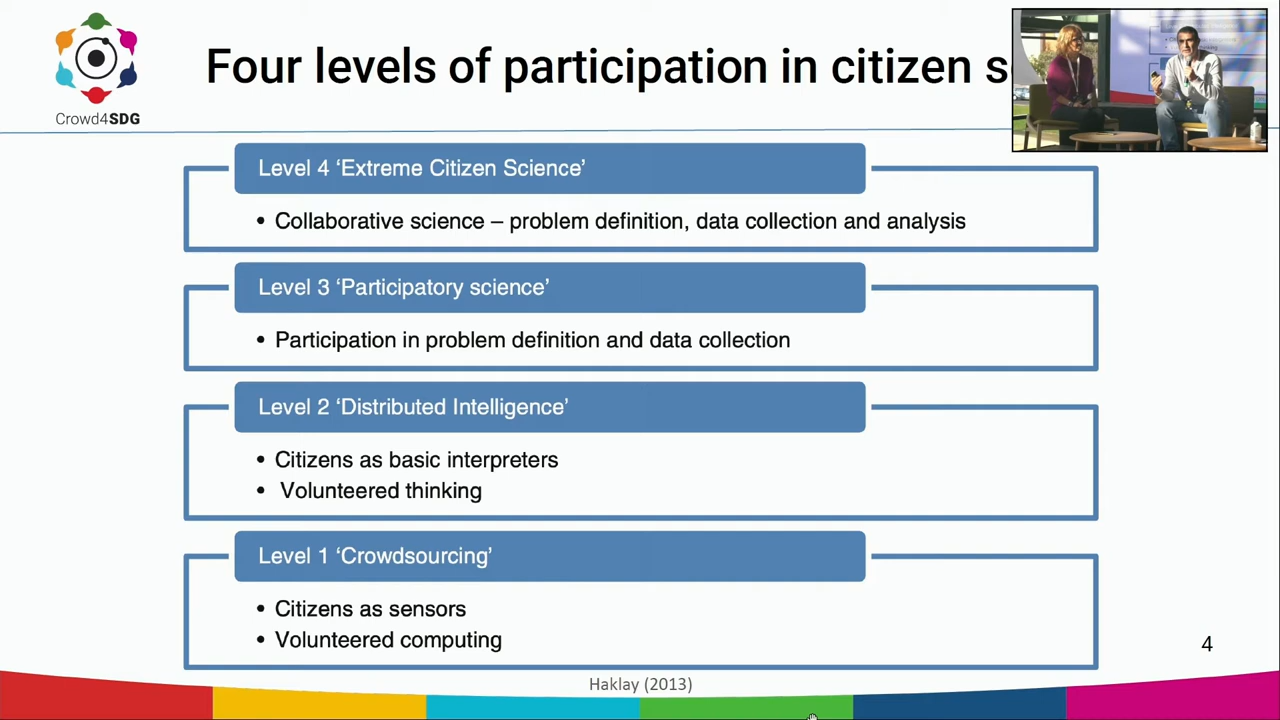 Crowd4SDG
Four levels of participation in citizen
Level 4 ‘Extreme Citizen Science’
• Collaborative science – problem definition, data collection and analysis
Level 3 ‘Participatory science’
• Participation in problem definition and data collection
Level 2 ‘Distributed Intelligence’
• Citizens as basic interpreters
• Volunteered thinking
Level 1 ‘Crowdsourcing’
• Citizens as sensors
• Volunteered computing
4
Haklay (2013)